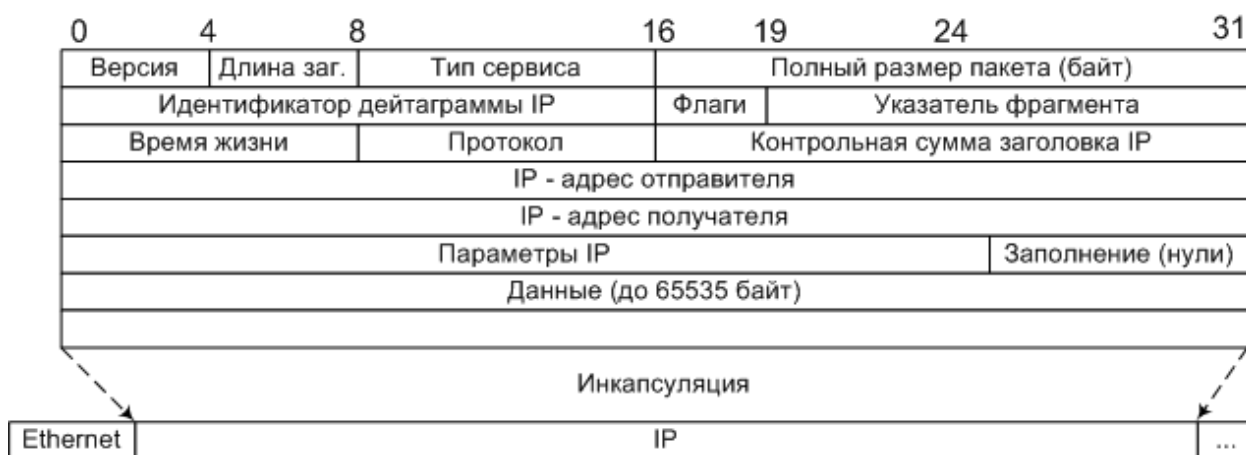 0 4 8 16 19 24 31
Версия Длина заг. Тип сервиса Полный размер пакета (байт)
Идентификатор дейтаграммы IP Флаги Указатель фрагмента
Время жизни Протокол Контрольная сумма заголовка IP
IP - адрес отправителя
IP - адрес получателя
Параметры IP Заполнение (нули)
Данные (до 65535 байт)
Инкапсуляция
Ethernet IP ...